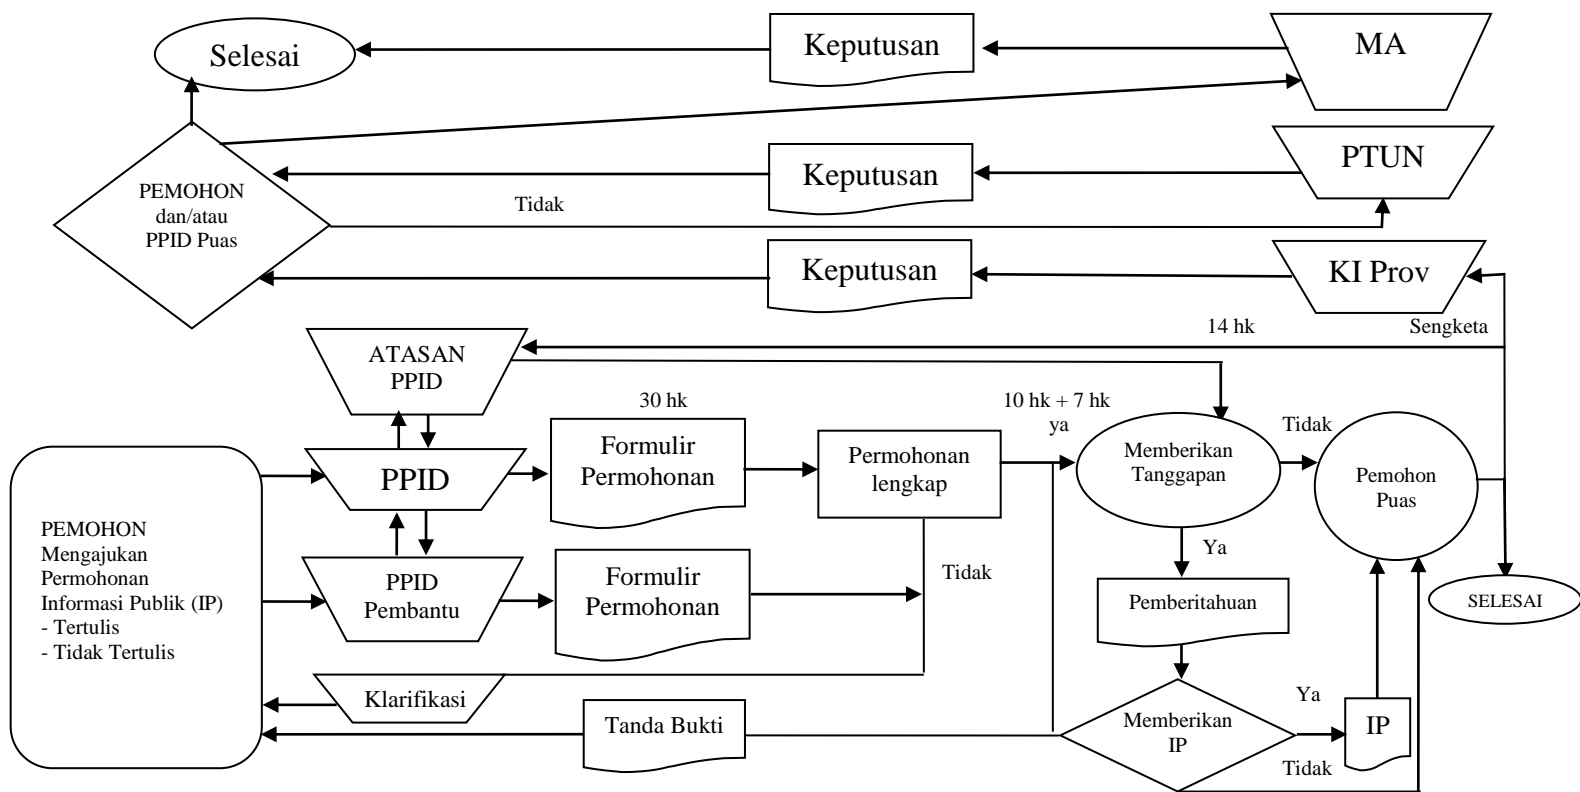 Selesai
Keputusan
MA
PEMOHON
dan/atau
PPID Puas
Keputusan
PTUN
Tidak
Keputusan
KI Prov
14 hk
Sengketa
ATASAN
PPID
30 hk
10 hk + 7 hk
ya
Formulir
Permohonan
Permohonan
lengkap
Memberikan
Tanggapan
Tidak
Pemohon
Puas
PPID
PEMOHON
Mengajukan
Permohonan
Informasi Publik (IP)
- Tertulis
- Tidak Tertulis
PPID
Pembantu
Formulir
Permohonan
Tidak
Ya
Pemberitahuan
SELESAI
Klarifikasi
Tanda Bukti
Memberikan
IP
Ya
IP
Tidak